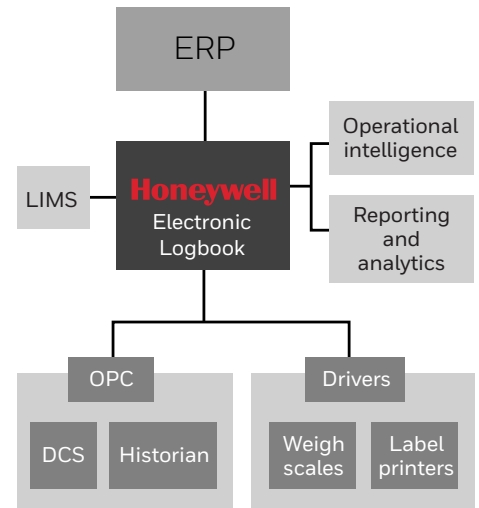 ERP
Operational
intelligence
LIMS
Honeywell
Electronic
Logbook
Reporting
and
analytics
OPC
Drivers
DCS
Historian
Weigh
scales
Label
printers